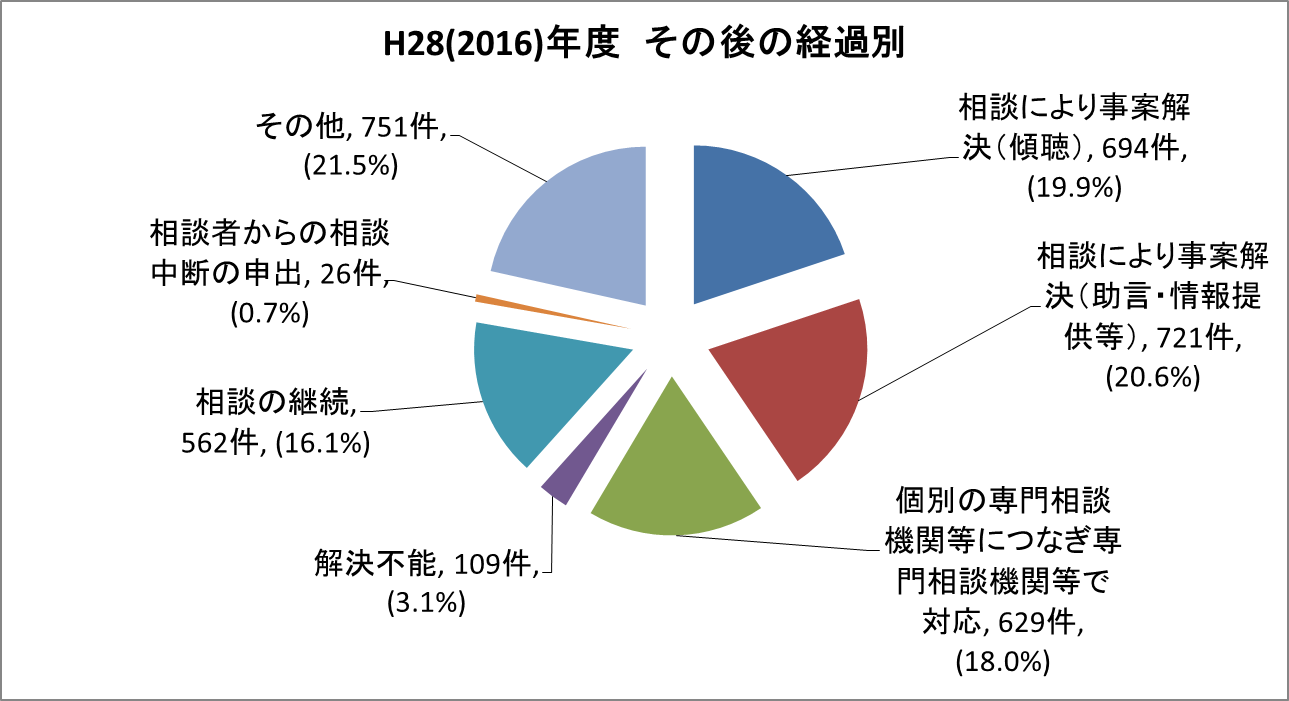 H28(2016)年度　その後の経過別
相談により事案解
決（傾聴）, 694件,
(19.9%)
相談により事案解
決（助言・情報提
供等）, 721件,
(20.6%)
個別の専門相談
機関等につなぎ専
門相談機関等で
対応, 629件,
(18.0%)
解決不能, 109件,
(3.1%)
相談の継続,
562件, (16.1%)
相談者からの相談
中断の申出, 26件,
(0.7%)
その他, 751件,
(21.5%)